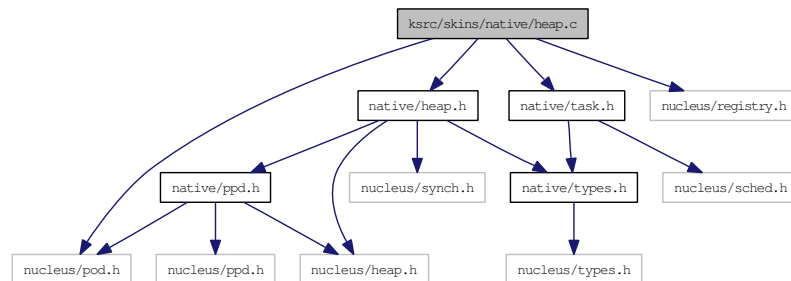 ksrc/skins/native/heap.c
native/heap.h
native/task.h
nucleus/registry.h
native/ppd.h
nucleus/synch.h
native/types.h
nucleus/sched.h
nucleus/pod.h
nucleus/ppd.h
nucleus/heap.h
nucleus/types.h